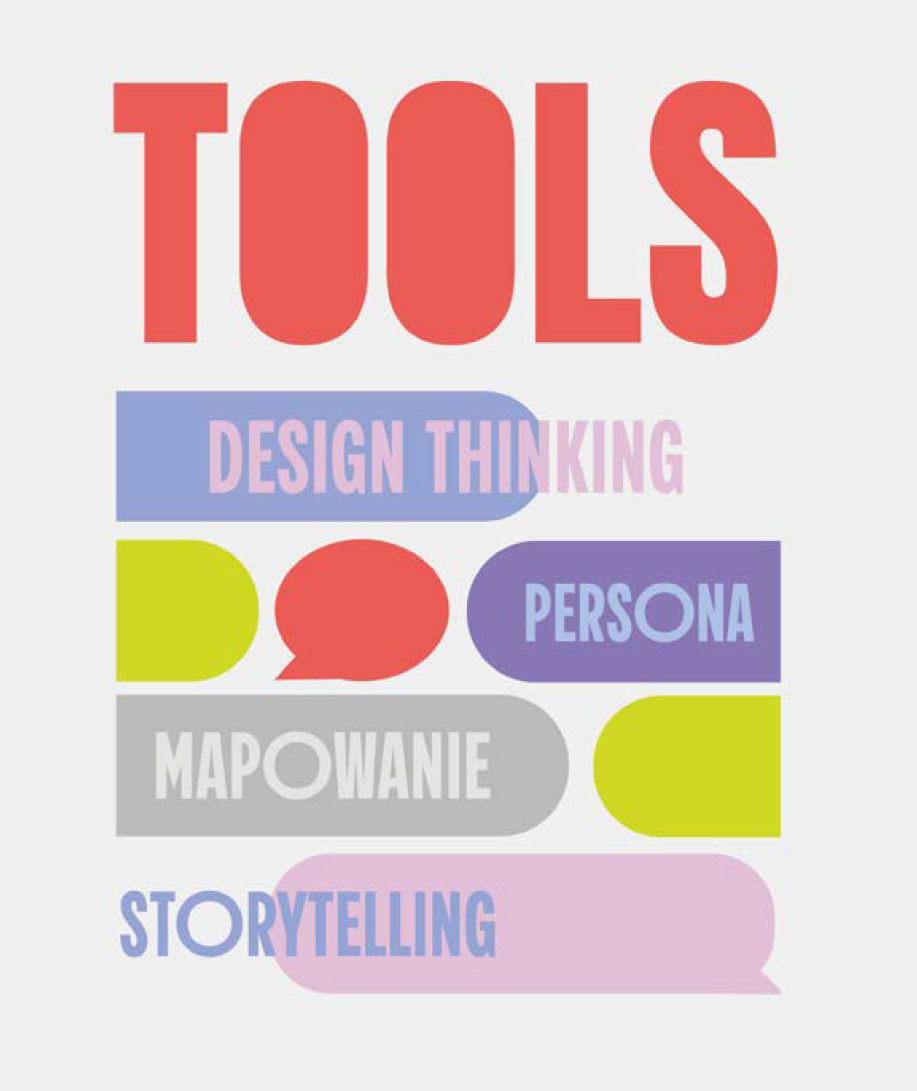 TOOLS
DESIGN THINKING
PERSONA
MAPOWANIE
STORYTELLING